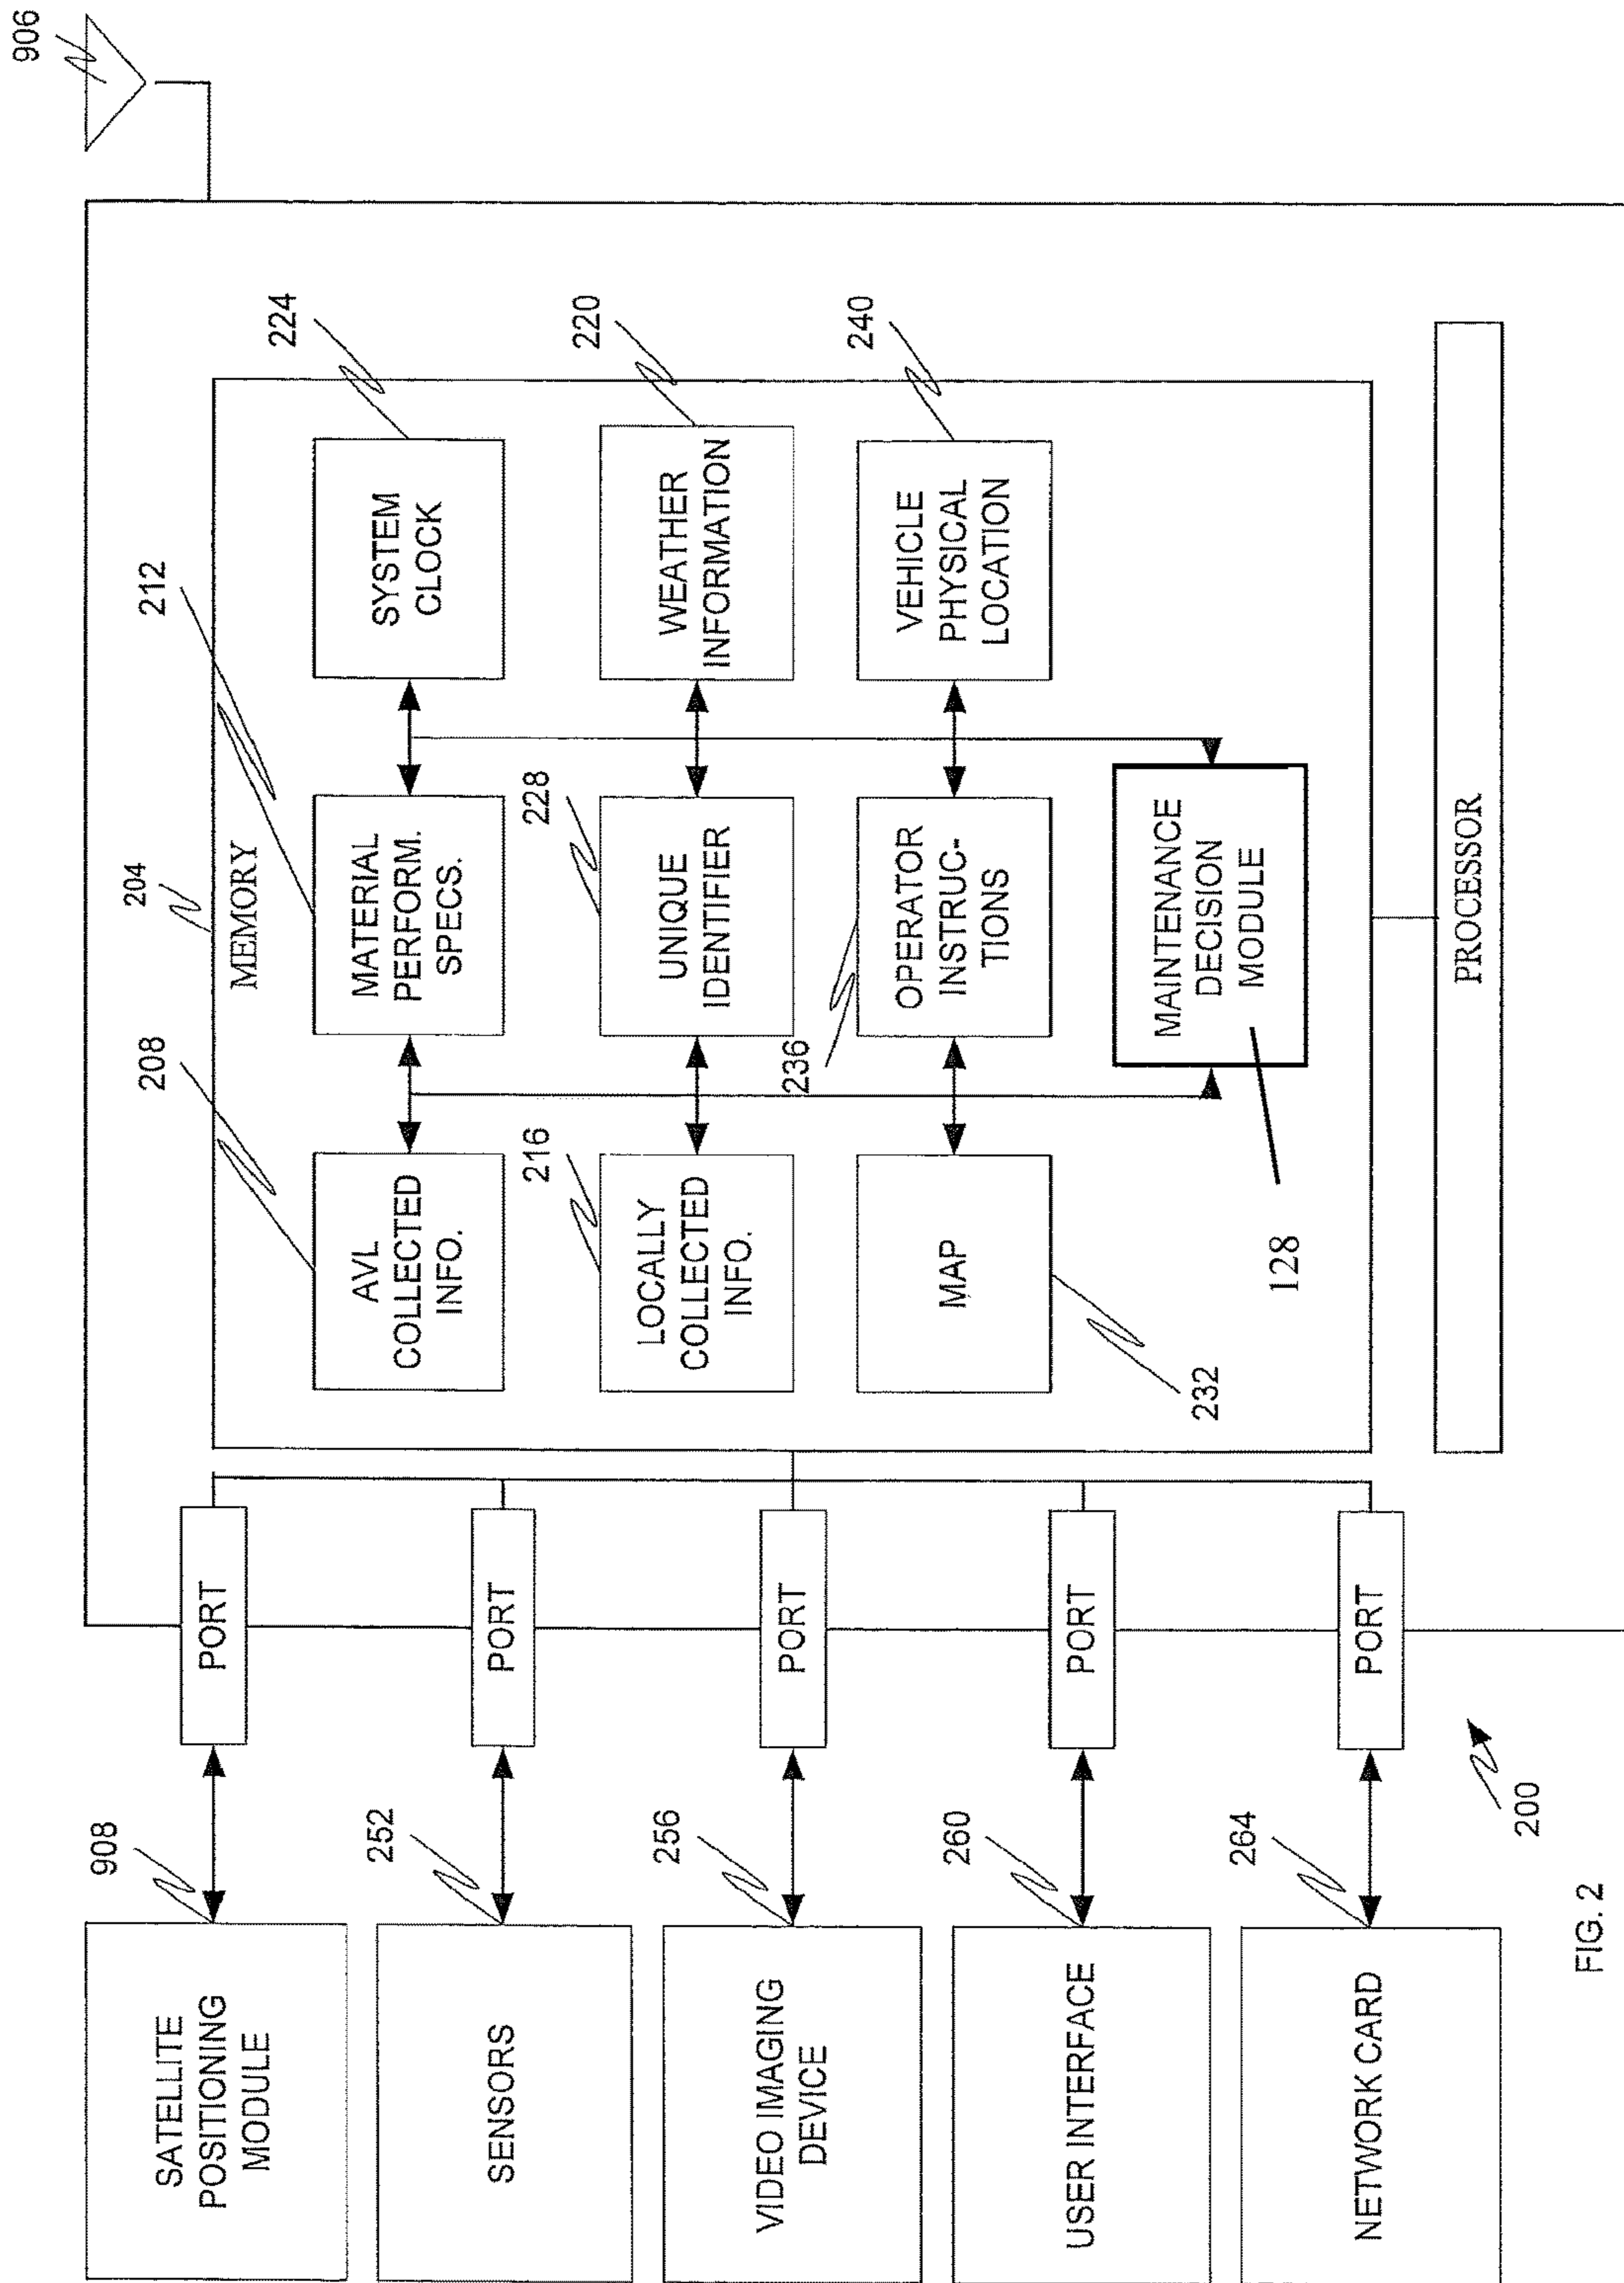 906
224
220
240
212
SYSTEM
CLOCK
WEATHER
INFORMATION
VEHICLE
PHYSICAL
LOCATION
204
MEMORY
228
MATERIAL
PERFORM.
SPECS.
UNIQUE
IDENTIFIER
OPERATOR
INSTRUC-
TIONS
MAINTENANCE
DECISION
MODULE
PROCESSOR
208
216
236
AVL
COLLECTED
INFO.
LOCALLY
COLLECTED
INFO.
MAP
128
232
PORT
PORT
PORT
PORT
PORT
908
252
256
260
264
200
SATELLITE
POSITIONING
MODULE
SENSORS
VIDEO IMAGING
DEVICE
USER INTERFACE
NETWORK CARD
FIG. 2